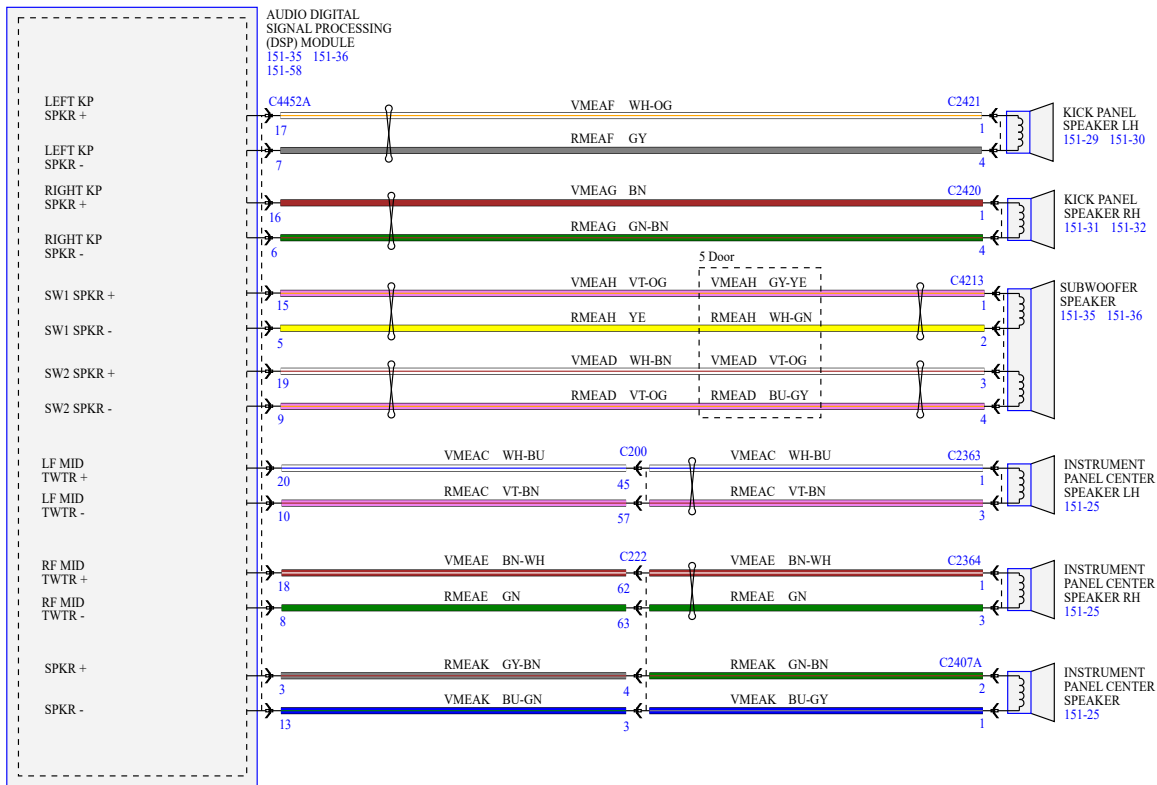 AUDIO DIGITAL
SIGNAL PROCESSING
(DSP) MODULE
151-35 151-36
151-58
LEFT KP
SPKR +
C4452A
17
VMEAF WH-OG
C2421
1
KICK PANEL
SPEAKER LH
151-29 151-30
LEFT KP
SPKR -
7
RMEAF GY
4
RIGHT KP
SPKR +
16
VMEAG BN
C2420
1
KICK PANEL
SPEAKER RH
151-31 151-32
RIGHT KP
SPKR -
6
RMEAG GN-BN
4
5 Door
SW1 SPKR +
15
VMEAH VT-OG
VMEAH GY-YE
C4213
1
SUBWOOFER
SPEAKER
151-35 151-36
SW1 SPKR -
5
RMEAH YE
RMEAH WH-GN
2
SW2 SPKR +
19
VMEAD WH-BN
VMEAD VT-OG
3
SW2 SPKR -
9
RMEAD VT-OG
RMEAD BU-GY
4
LF MID
TWTR +
20
VMEAC WH-BU
C200
45
VMEAC WH-BU
C2363
1
INSTRUMENT
PANEL CENTER
SPEAKER LH
151-25
LF MID
TWTR -
10
RMEAC VT-BN
57
RMEAC VT-BN
3
RF MID
TWTR +
18
VMEAE BN-WH
C222
62
VMEAE BN-WH
C2364
1
INSTRUMENT
PANEL CENTER
SPEAKER RH
151-25
RF MID
TWTR -
8
RMEAE GN
63
RMEAE GN
3
SPKR +
3
RMEAK GY-BN
4
RMEAK GN-BN
C2407A
2
INSTRUMENT
PANEL CENTER
SPEAKER
151-25
SPKR -
13
VMEAK BU-GN
3
VMEAK BU-GY
1